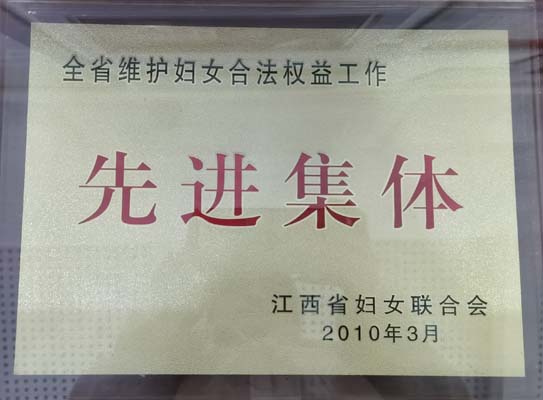 全省维护妇女合法权益工作
先进集体
江西省妇女联合会
2010年3月